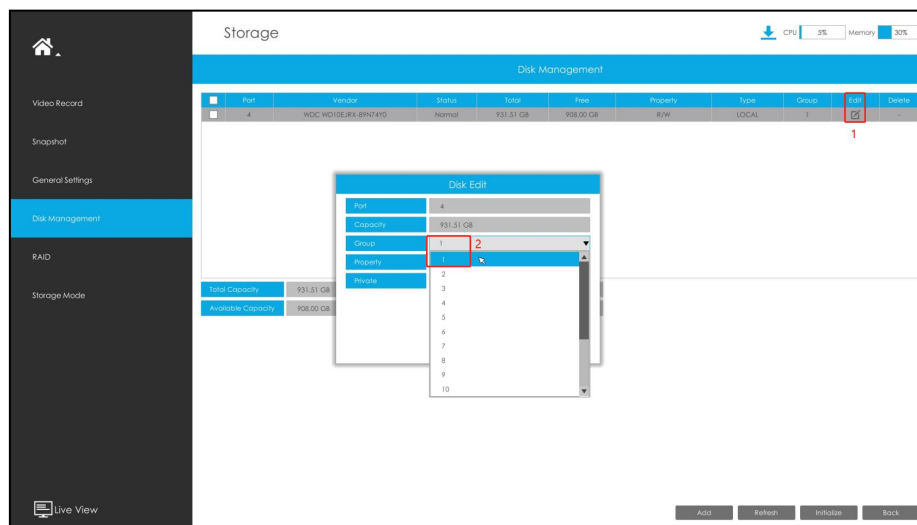 Storage
CPU 5% Memory 30%
Disk Management
Video Record
Snapshot
General Settings
Disk Management
RAID
Storage Mode
Live View
Port Vendor Status Total Free Property Type Group Edit Delete
4 WDC WD10EJRX-89N74Y0 Normal 931.51 GB 908.00 GB R/W LOCAL 1 -
1
Disk Edit
Port 4
Capacity 931.51 GB
Group 1 2
Property
Private
1
2
3
4
5
6
7
8
9
10
Total Capacity 931.51 GB
Available Capacity 908.00 GB
Add Refresh Initialize Back